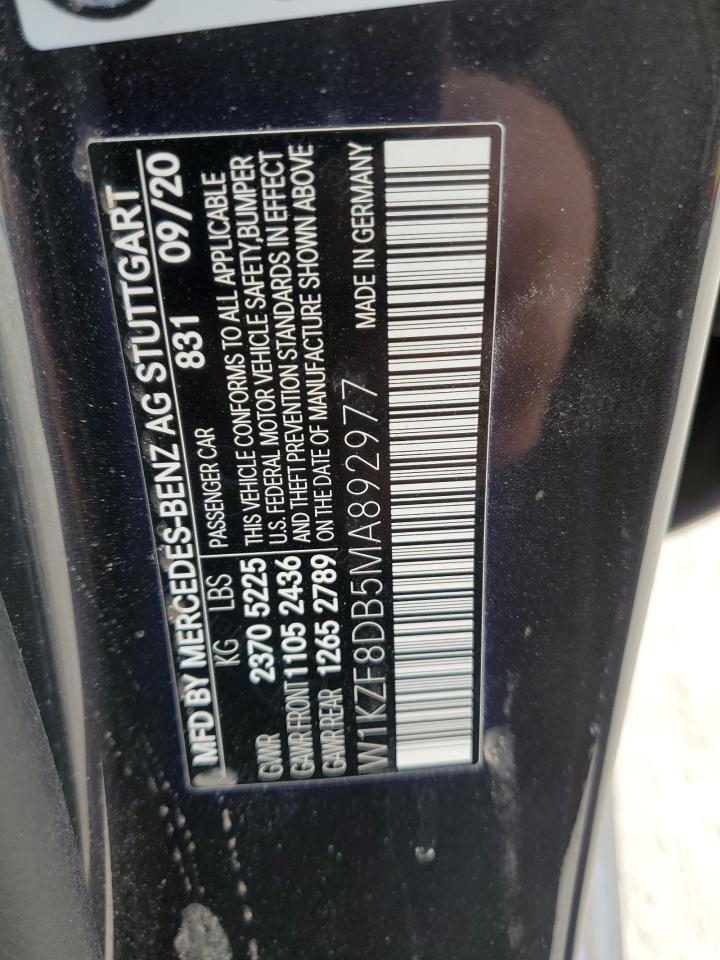 MFD BY MERCEDES-BENZ AG STUTTGART
831 09/20
KG LBS PASSENGER CAR
GVWR 2370 5225
GAWR FRONT 1105 2436
GAWR REAR 1265 2789
THIS VEHICLE CONFORMS TO ALL APPLICABLE
U.S. FEDERAL MOTOR VEHICLE SAFETY, BUMPER
AND THEFT PREVENTION STANDARDS IN EFFECT
ON THE DATE OF MANUFACTURE SHOWN ABOVE
W1KZF8DB5MA892977 MADE IN GERMANY